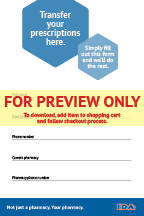 Transfer
your
prescriptions
here.
Simply fill
out this form
and we'll do
the rest.
FOR PREVIEW ONLY
To download, add item to shopping cart
and follow checkout process.
Phone number
Current pharmacy
Pharmacy phone number
Not just a pharmacy. Your pharmacy.